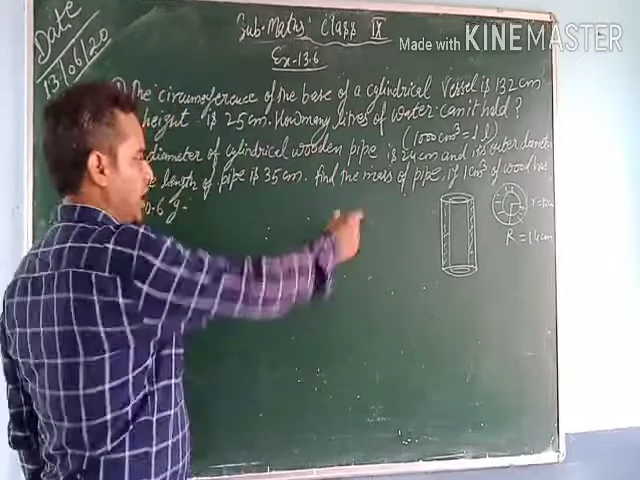 Date
13/06/20
Sub-Maths: Class IX
Made with KINEMASTER
Ex-13.6
The circumference of the base of a cylindrical vessel is 132 cm
height is 25 cm. How many litres of water can it hold?
(1000 cm³ = 1 l)
diameter of cylindrical wooden pipe is 24 cm and its outer diameter
length of pipe is 35 cm. Find the mass of pipe, if 1 cm³ of wood has
0.6 g.
R = 14 cm